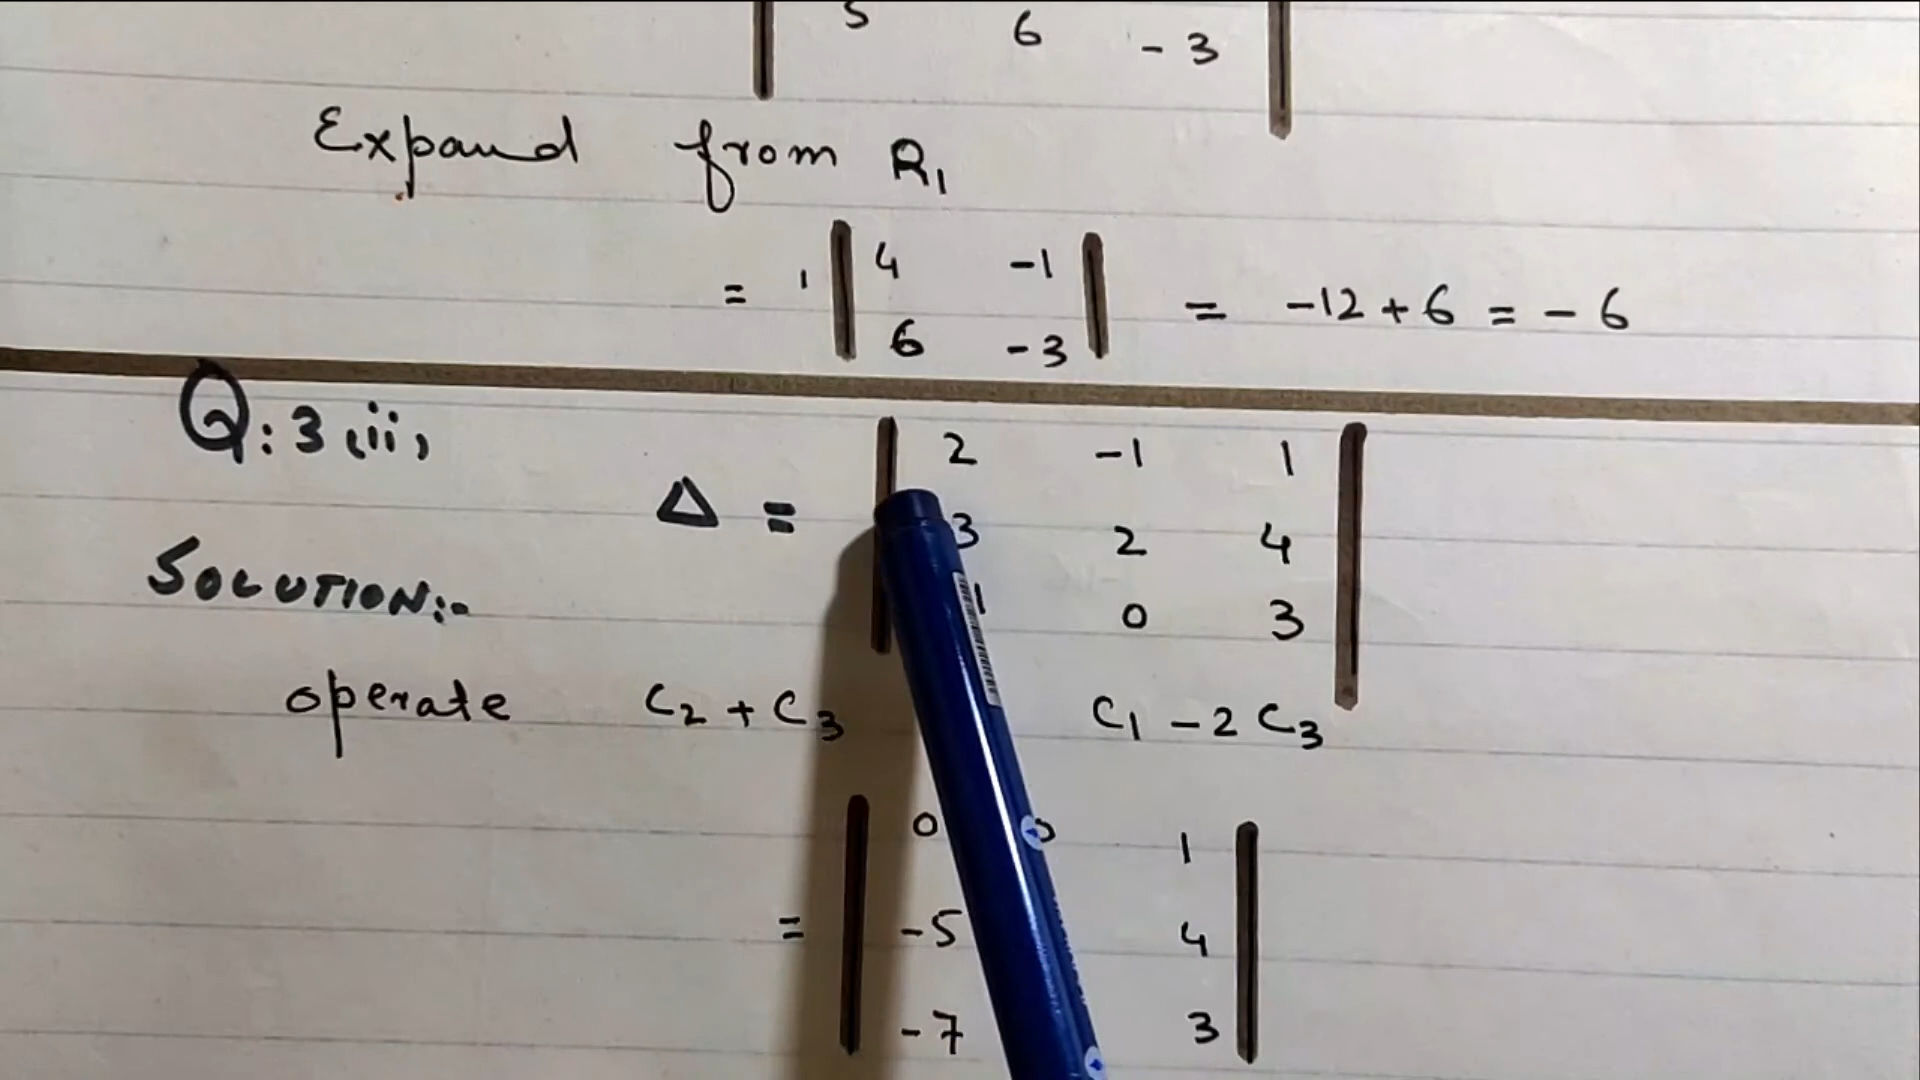 5 6 -3
Expand from R1
= 1 | 4 -1 | = -12 + 6 = -6
6 -3
Q:3(ii)
Δ = | 2 -1 1 |
3 2 4
0 3
SOLUTION:-
operate C2 + C3 C1 - 2C3
0 0 1
= | -5 4 |
-7 3